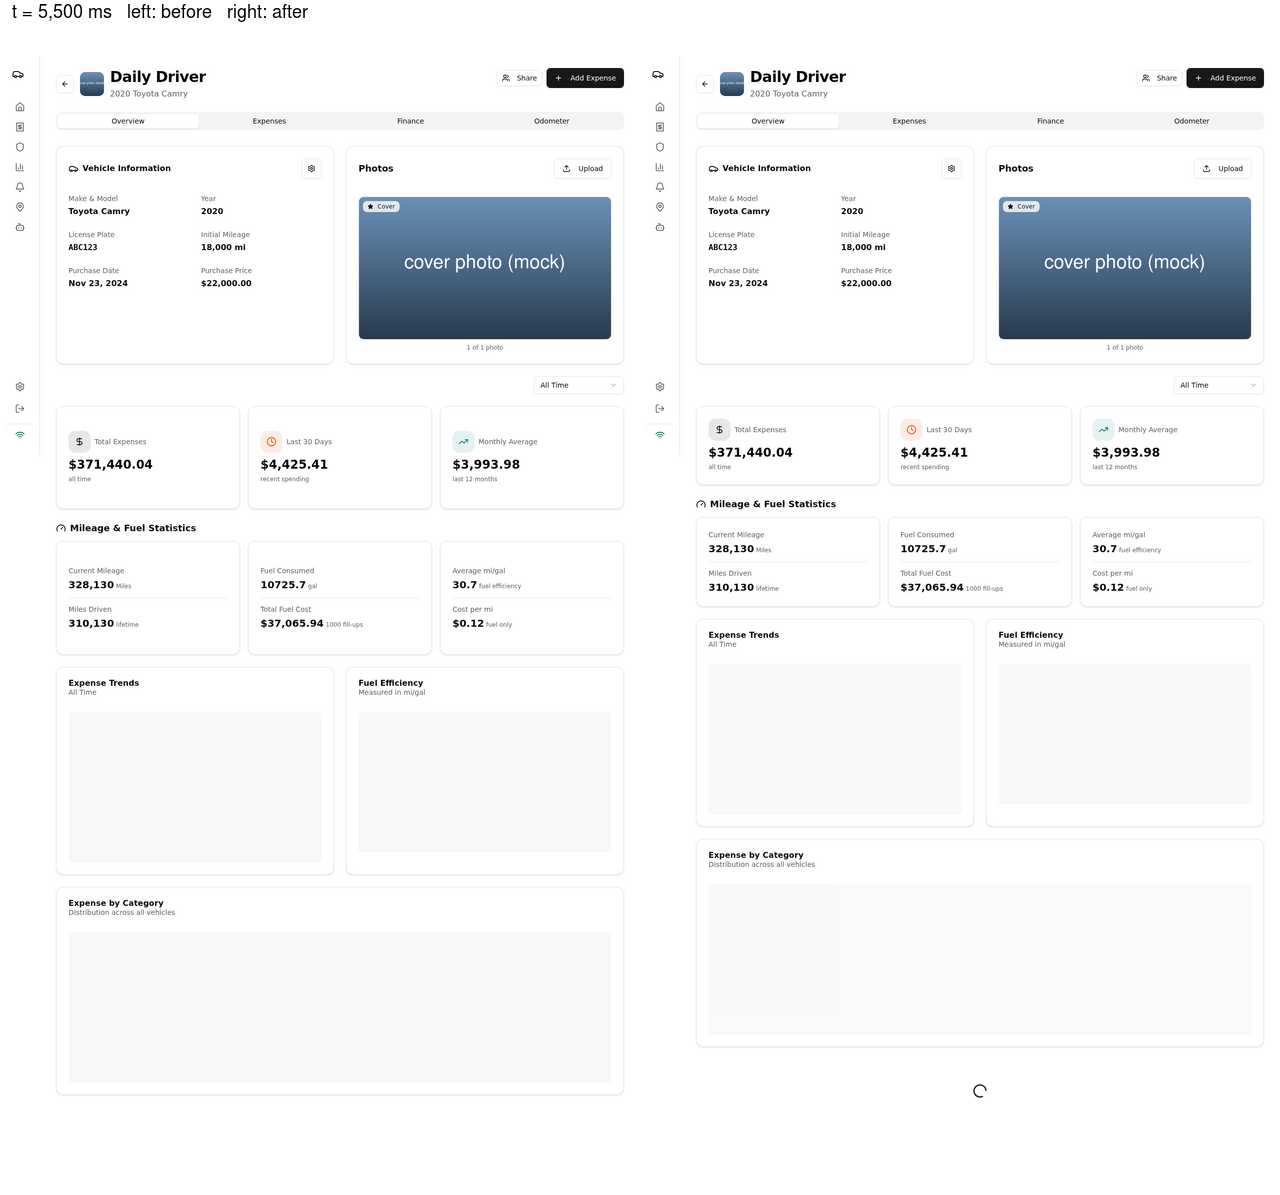 t = 5,500 ms left: before right: after
Daily Driver
2020 Toyota Camry
Share
Add Expense
Overview
Expenses
Finance
Odometer
Vehicle Information
Make & Model
Year
Toyota Camry
2020
License Plate
Initial Mileage
ABC123
18,000 mi
Purchase Date
Purchase Price
Nov 23, 2024
$22,000.00
Photos
Upload
Cover
cover photo (mock)
1 of 1 photo
All Time
Total Expenses
$371,440.04
all time
Last 30 Days
$4,425.41
recent spending
Monthly Average
$3,993.98
last 12 months
Mileage & Fuel Statistics
Current Mileage
328,130 Miles
Miles Driven
310,130 lifetime
Fuel Consumed
10725.7 gal
Total Fuel Cost
$37,065.94 1000 fill-ups
Average mi/gal
30.7 fuel efficiency
Cost per mi
$0.12 fuel only
Expense Trends
All Time
Fuel Efficiency
Measured in mi/gal
Expense by Category
Distribution across all vehicles
Daily Driver
2020 Toyota Camry
Share
Add Expense
Overview
Expenses
Finance
Odometer
Vehicle Information
Make & Model
Year
Toyota Camry
2020
License Plate
Initial Mileage
ABC123
18,000 mi
Purchase Date
Purchase Price
Nov 23, 2024
$22,000.00
Photos
Upload
Cover
cover photo (mock)
1 of 1 photo
All Time
Total Expenses
$371,440.04
all time
Last 30 Days
$4,425.41
recent spending
Monthly Average
$3,993.98
last 12 months
Mileage & Fuel Statistics
Current Mileage
328,130 Miles
Miles Driven
310,130 lifetime
Fuel Consumed
10725.7 gal
Total Fuel Cost
$37,065.94 1000 fill-ups
Average mi/gal
30.7 fuel efficiency
Cost per mi
$0.12 fuel only
Expense Trends
All Time
Fuel Efficiency
Measured in mi/gal
Expense by Category
Distribution across all vehicles